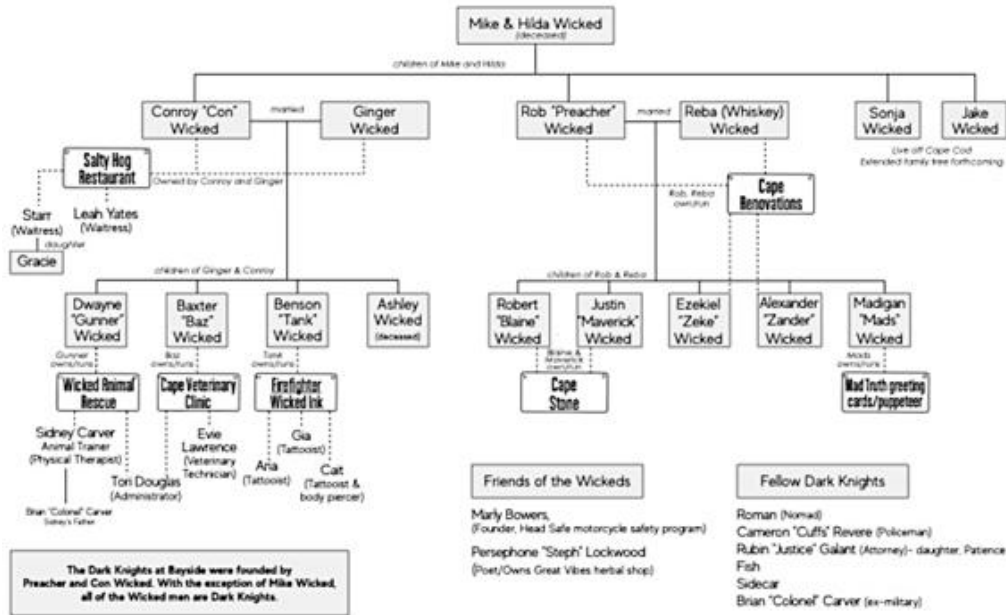 Mike & Hilda Wicked
(deceased)
children of Mike and Hilda
Conroy "Con"
Wicked
married
Ginger
Wicked
Rob "Preacher"
Wicked
married
Reba (Whiskey)
Wicked
Sonja
Wicked
Jake
Wicked
Live off Cape Cod
Extended family tree forthcoming
Salty Hog
Restaurant
Owned by Conroy and Ginger
Rob, Reba
own/run
Cape
Renovations
Starr
(Waitress)
Leah Yates
(Waitress)
daughter
Gracie
children of Ginger & Conroy
children of Rob & Reba
Dwayne
"Gunner"
Wicked
Baxter
"Baz"
Wicked
Benson
"Tank"
Wicked
Ashley
Wicked
(deceased)
Robert
"Blaine"
Wicked
Justin
"Maverick"
Wicked
Ezekiel
"Zeke"
Wicked
Alexander
"Zander"
Wicked
Madigan
"Mads"
Wicked
Gunner
owns/runs
Baz
owns/runs
Tank
owns/runs
Blaine &
Maverick
own/run
Mads
owns/runs
Wicked Animal
Rescue
Cape Veterinary
Clinic
Firefighter
Wicked Ink
Cape
Stone
Mad Truth greeting
cards/puppeteer
Sidney Carver
Animal Trainer
(Physical Therapist)
Evie
Lawrence
(Veterinary
Technician)
Gia
(Tattooist)
Aria
(Tattooist)
Cait
(Tattooist &
body piercer)
Tori Douglas
(Administrator)
Brian "Colonel" Carver
Sidney's Father
The Dark Knights at Bayside were founded by
Preacher and Con Wicked. With the exception of Mike Wicked,
all of the Wicked men are Dark Knights.
Friends of the Wickeds
Marly Bowers,
(Founder, Head Safe motorcycle safety program)
Persephone "Steph" Lockwood
(Poet/Owns Great Vibes herbal shop)
Fellow Dark Knights
Roman (Nomad)
Cameron "Cuffs" Revere (Policeman)
Rubin "Justice" Galant (Attorney)- daughter, Patience
Fish
Sidecar
Brian "Colonel" Carver (ex-military)